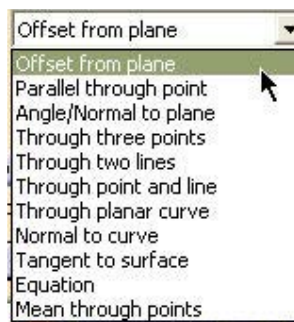 Offset from plane
Offset from plane
Parallel through point
Angle/Normal to plane
Through three points
Through two lines
Through point and line
Through planar curve
Normal to curve
Tangent to surface
Equation
Mean through points